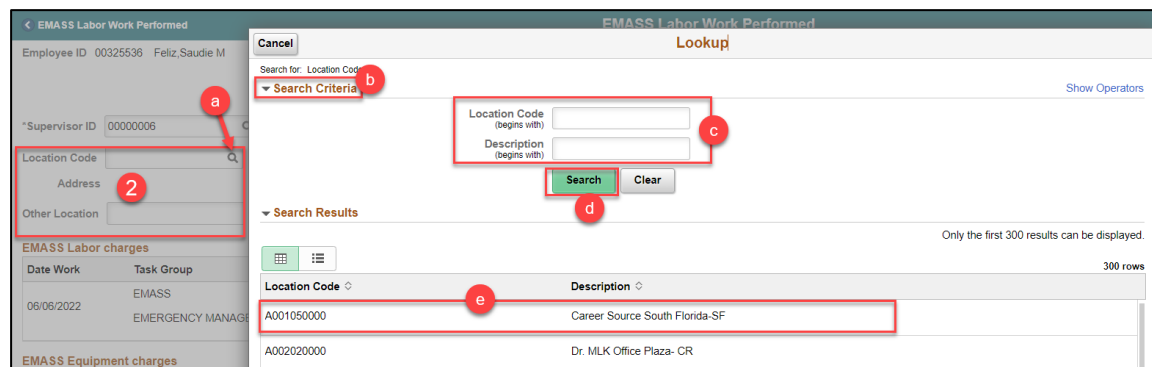 EMASS Labor Work Performed
EMASS Labor Work Performed
Employee ID 00325536 Feliz,Saudie M
Cancel
Lookup
Search for: Location Code
b
Search Criteria
Show Operators
a
Location Code
(begins with)
c
*Supervisor ID 00000006
Description
(begins with)
Location Code
Address
2
Search
Clear
d
Other Location
Search Results
Only the first 300 results can be displayed.
EMASS Labor charges
300 rows
Date Work Task Group
Location Code
Description
e
06/06/2022
EMASS
EMERGENCY MANAGE
A001050000
Career Source South Florida-SF
A002020000
Dr. MLK Office Plaza- CR
EMASS Equipment charges